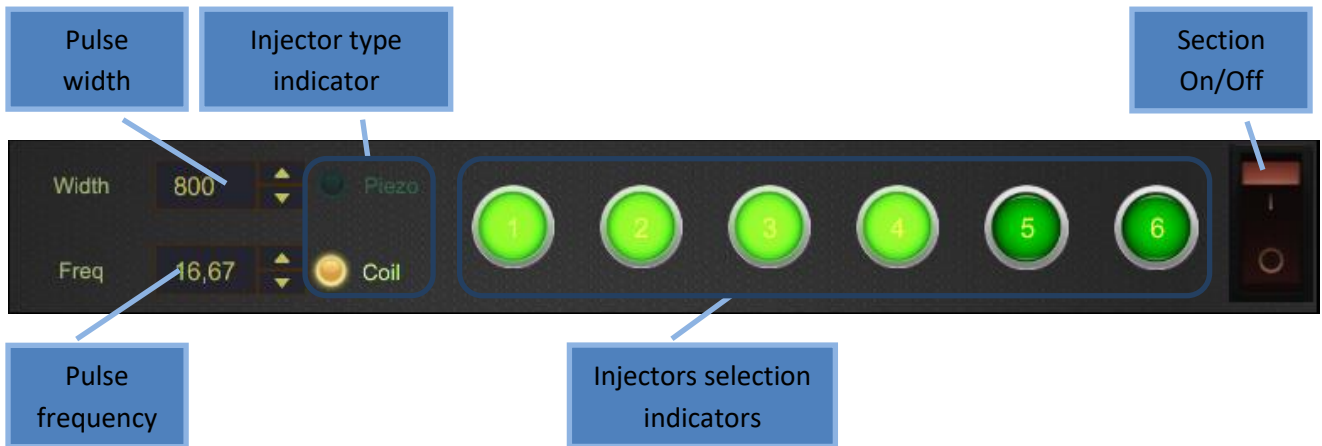 Pulse
width
Injector type
indicator
Section
On/Off
Width
800
Piezo
1
2
3
4
5
6
Freq
16,67
Coil
Pulse
frequency
Injectors selection
indicators